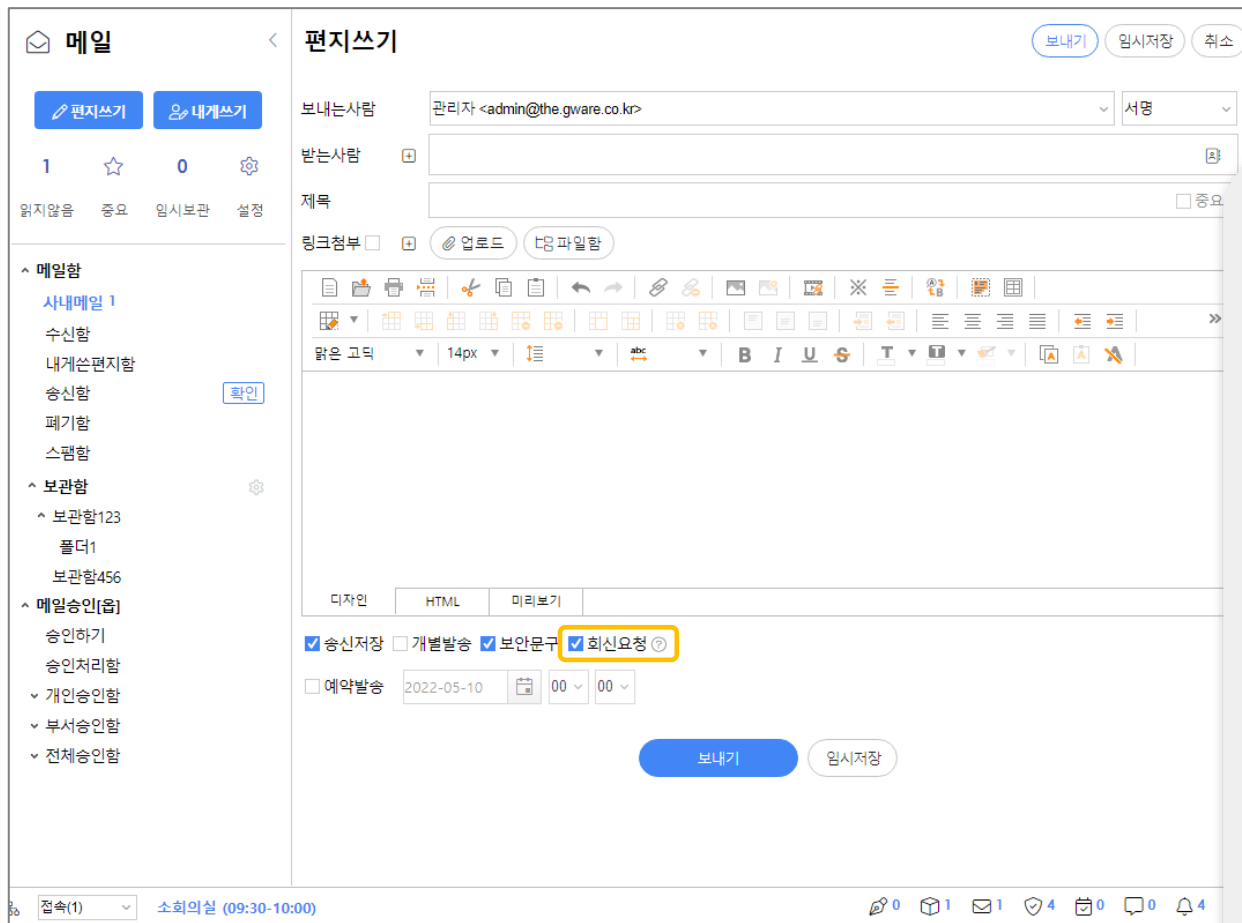 메일
편지쓰기
보내기 임시저장 취소
편지쓰기 내게쓰기
1 0
읽지않음 중요 임시보관 설정
메일함
사내메일 1
수신함
내게쓴편지함
송신함 확인
폐기함
스팸함
보관함
보관함123
폴더1
보관함456
메일승인[옵]
승인하기
승인처리함
개인승인함
부서승인함
전체승인함
보내는사람 관리자 <admin@the.gware.co.kr> 서명
받는사람
제목 중요
링크첨부 업로드 파일함
맑은 고딕 14px abc B I U S T T A A A
디자인 HTML 미리보기
송신저장 개별발송 보안문구 회신요청 ?
예약발송 2022-05-10 00 00
보내기 임시저장
접속(1) 소회의실 (09:30-10:00) 0 1 1 4 0 0 4